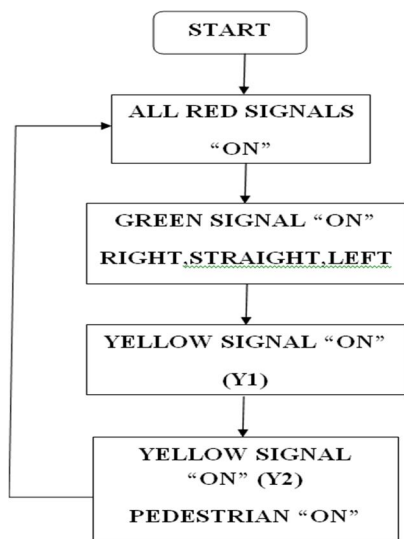 START
ALL RED SIGNALS
“ON”
GREEN SIGNAL “ON”
RIGHT,STRAIGHT,LEFT
YELLOW SIGNAL “ON”
(Y1)
YELLOW SIGNAL
“ON” (Y2)
PEDESTRIAN “ON”